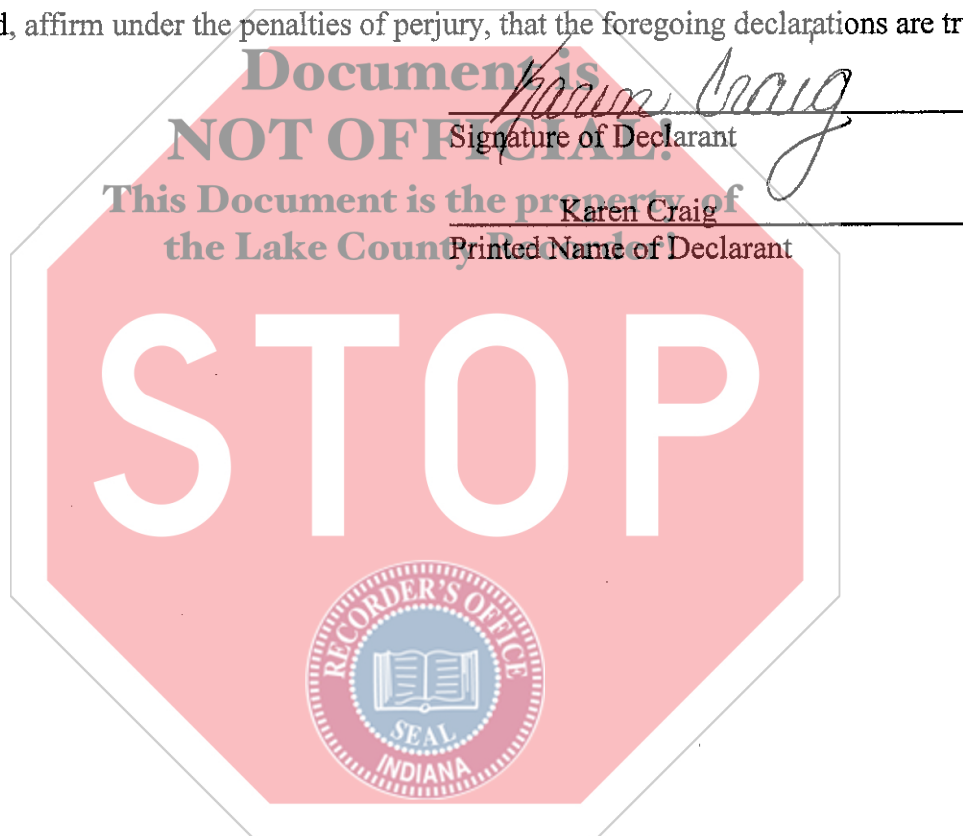 d, affirm under the penalties of perjury, that the foregoing declarations are tr
Document is
Karen Craig
NOT OFFICIAL!
Signature of Declarant
This Document is the property of
Karen Craig
the Lake County Recorder!
Printed Name of Declarant
STOP
RECORDER'S OFFICE
SEAL
INDIANA